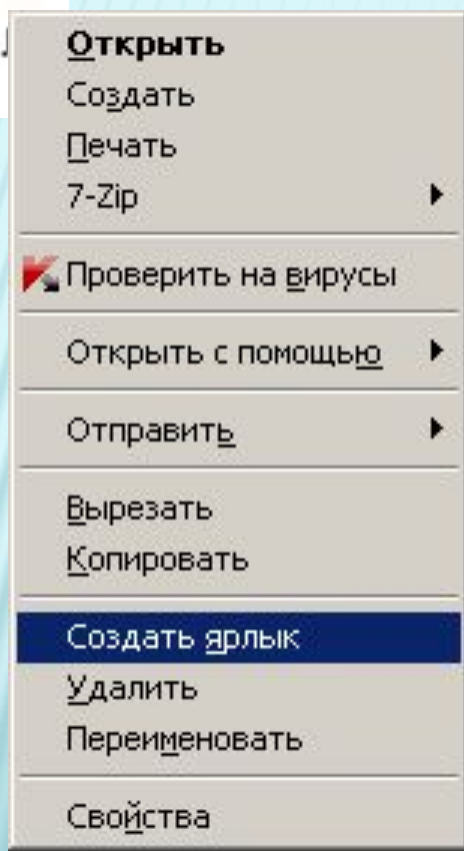 Открыть
Создать
Печать
7-Zip
Проверить на вирусы
Открыть с помощью
Отправить
Вырезать
Копировать
Создать ярлык
Удалить
Переименовать
Свойства